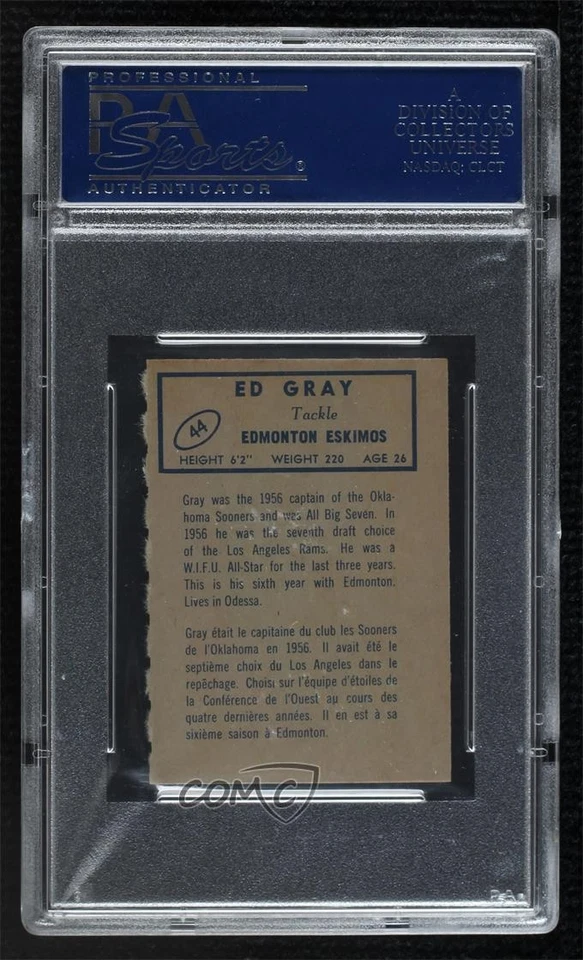 PROFESSIONAL
PSA
Sports
AUTHENTICATOR
A
DIVISION OF
COLLECTORS
UNIVERSE
NASDAQ: CLCT
ED GRAY
Tackle
44
EDMONTON ESKIMOS
HEIGHT 6'2" WEIGHT 220 AGE 26
Gray was the 1956 captain of the Okla-
homa Sooners and was All Big Seven. In
1956 he was the seventh draft choice
of the Los Angeles Rams. He was a
W.I.F.U. All-Star for the last three years.
This is his sixth year with Edmonton.
Lives in Odessa.
Gray était le capitaine du club les Sooners
de l'Oklahoma en 1956. Il avait été le
septième choix du Los Angeles dans le
repêchage. Choisi sur l'équipe d'étoiles de
la Conférence de l'Ouest au cours des
quatre dernières années. Il en est à sa
sixième saison à Edmonton.
COMC
PSA